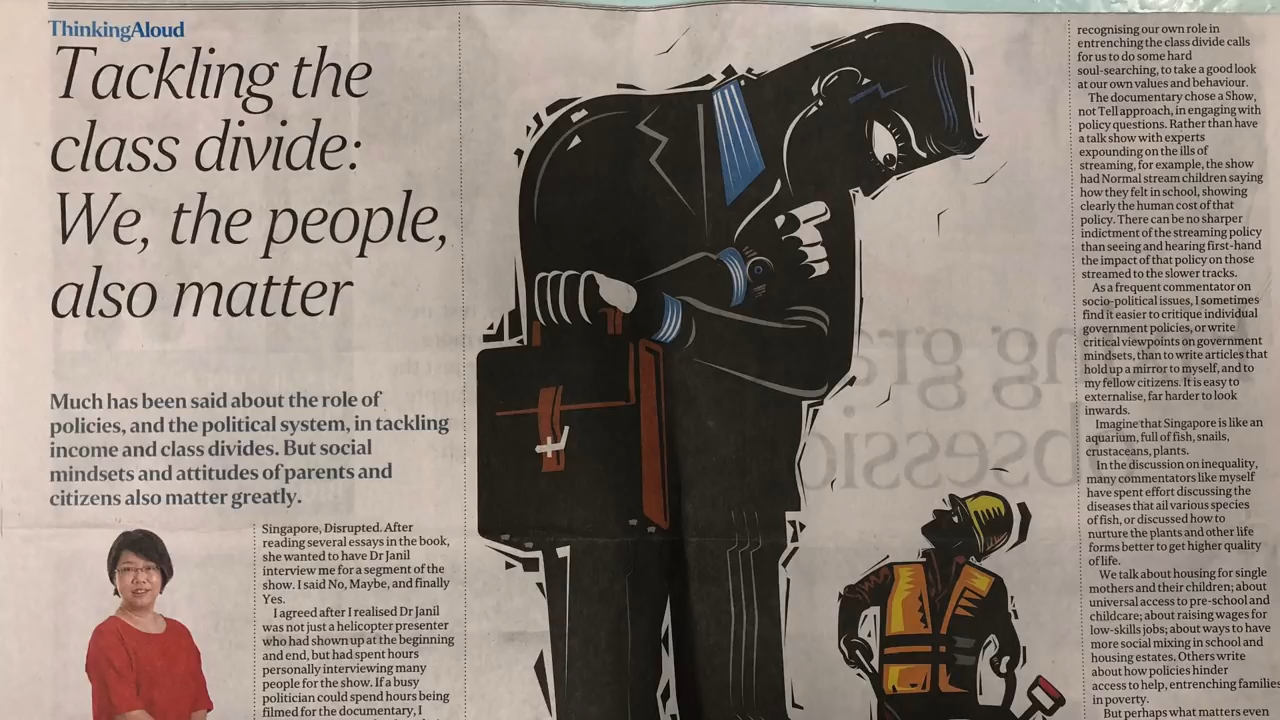 ThinkingAloud
Tackling the
class divide:
We, the people,
also matter
Much has been said about the role of
policies, and the political system, in tackling
income and class divides. But social
mindsets and attitudes of parents and
citizens also matter greatly.
Singapore, Disrupted. After
reading several essays in the book,
she wanted to have Dr Janil
interview me for a segment of the
show. I said No, Maybe, and finally
Yes.
I agreed after I realised Dr Janil
was not just a helicopter presenter
who had shown up at the beginning
and end, but had spent hours
personally interviewing many
people for the show. If a busy
politician could spend hours being
filmed for the documentary, I
recognising our own role in
entrenching the class divide calls
for us to do some hard
soul-searching, to take a good look
at our own values and behaviour.
The documentary chose a Show,
not Tell approach, in engaging with
policy questions. Rather than have
a talk show with experts
expounding on the ills of
streaming, for example, the show
had Normal stream children saying
how they felt in school, showing
clearly the human cost of that
policy. There can be no sharper
indictment of the streaming policy
than seeing and hearing first-hand
the impact of that policy on those
streamed to the slower tracks.
As a frequent commentator on
socio-political issues, I sometimes
find it easier to critique individual
government policies, or write
critical viewpoints on government
mindsets, than to write articles that
hold up a mirror to myself, and to
my fellow citizens. It is easy to
externalise, far harder to look
inwards.
Imagine that Singapore is like an
aquarium, full of fish, snails,
crustaceans, plants.
In the discussion on inequality,
many commentators like myself
have spent effort discussing the
diseases that ail various species
of fish, or discussed how to
nurture the plants and other life
forms better to get higher quality
of life.
We talk about housing for single
mothers and their children; about
universal access to pre-school and
childcare; about raising wages for
low-skills jobs; about ways to have
more social mixing in school and
housing estates. Others write
about how policies hinder
access to help, entrenching families
in poverty.
But perhaps what matters even